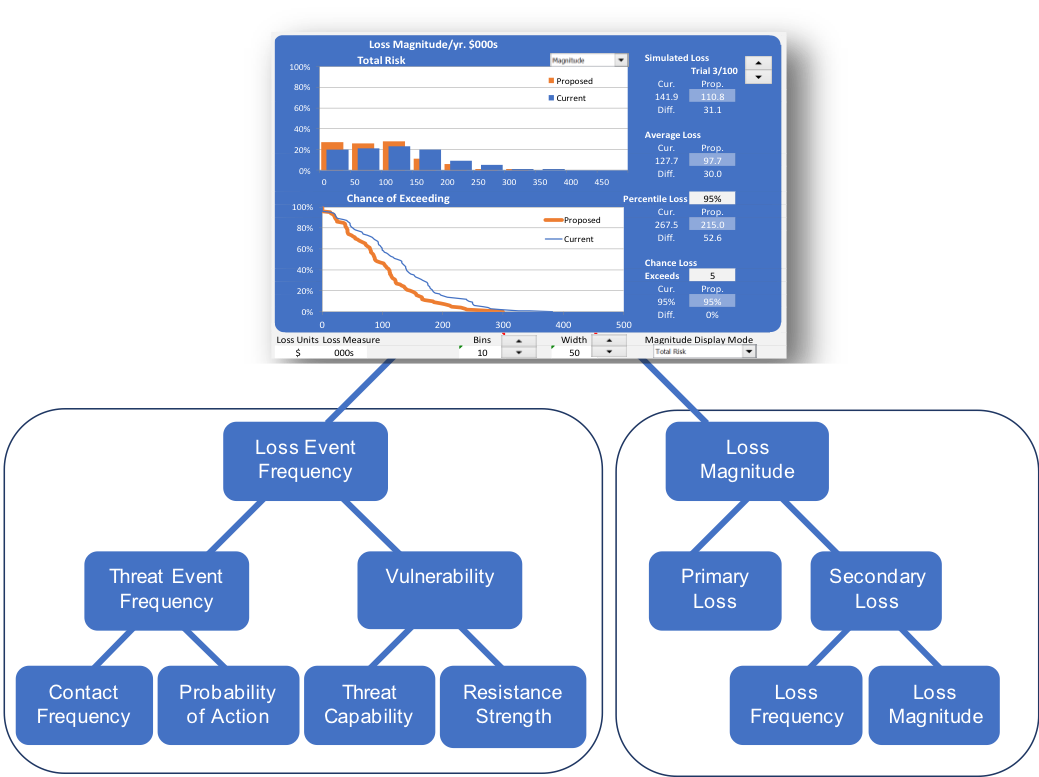 Loss Magnitude/yr. $000s
Total Risk
Magnitude
100%
80%
60%
40%
20%
0%
Proposed
Current
0 50 100 150 200 250 300 350 400 450
Chance of Exceeding
100%
80%
60%
40%
20%
0%
Proposed
Current
0 100 200 300 400 500
Simulated Loss
Trial 3/100
Cur. Prop.
141.9 110.8
Diff. 31.1
Average Loss
Cur. Prop.
127.7 97.7
Diff. 30.0
Percentile Loss 95%
Cur. Prop.
267.5 215.0
Diff. 52.6
Chance Loss
Exceeds 5
Cur. Prop.
95% 95%
Diff. 0%
Loss Units Loss Measure Bins Width Magnitude Display Mode
$ 000s 10 50 Total Risk
Loss Event
Frequency
Threat Event
Frequency
Vulnerability
Contact
Frequency
Probability
of Action
Threat
Capability
Resistance
Strength
Loss
Magnitude
Primary
Loss
Secondary
Loss
Loss
Frequency
Loss
Magnitude